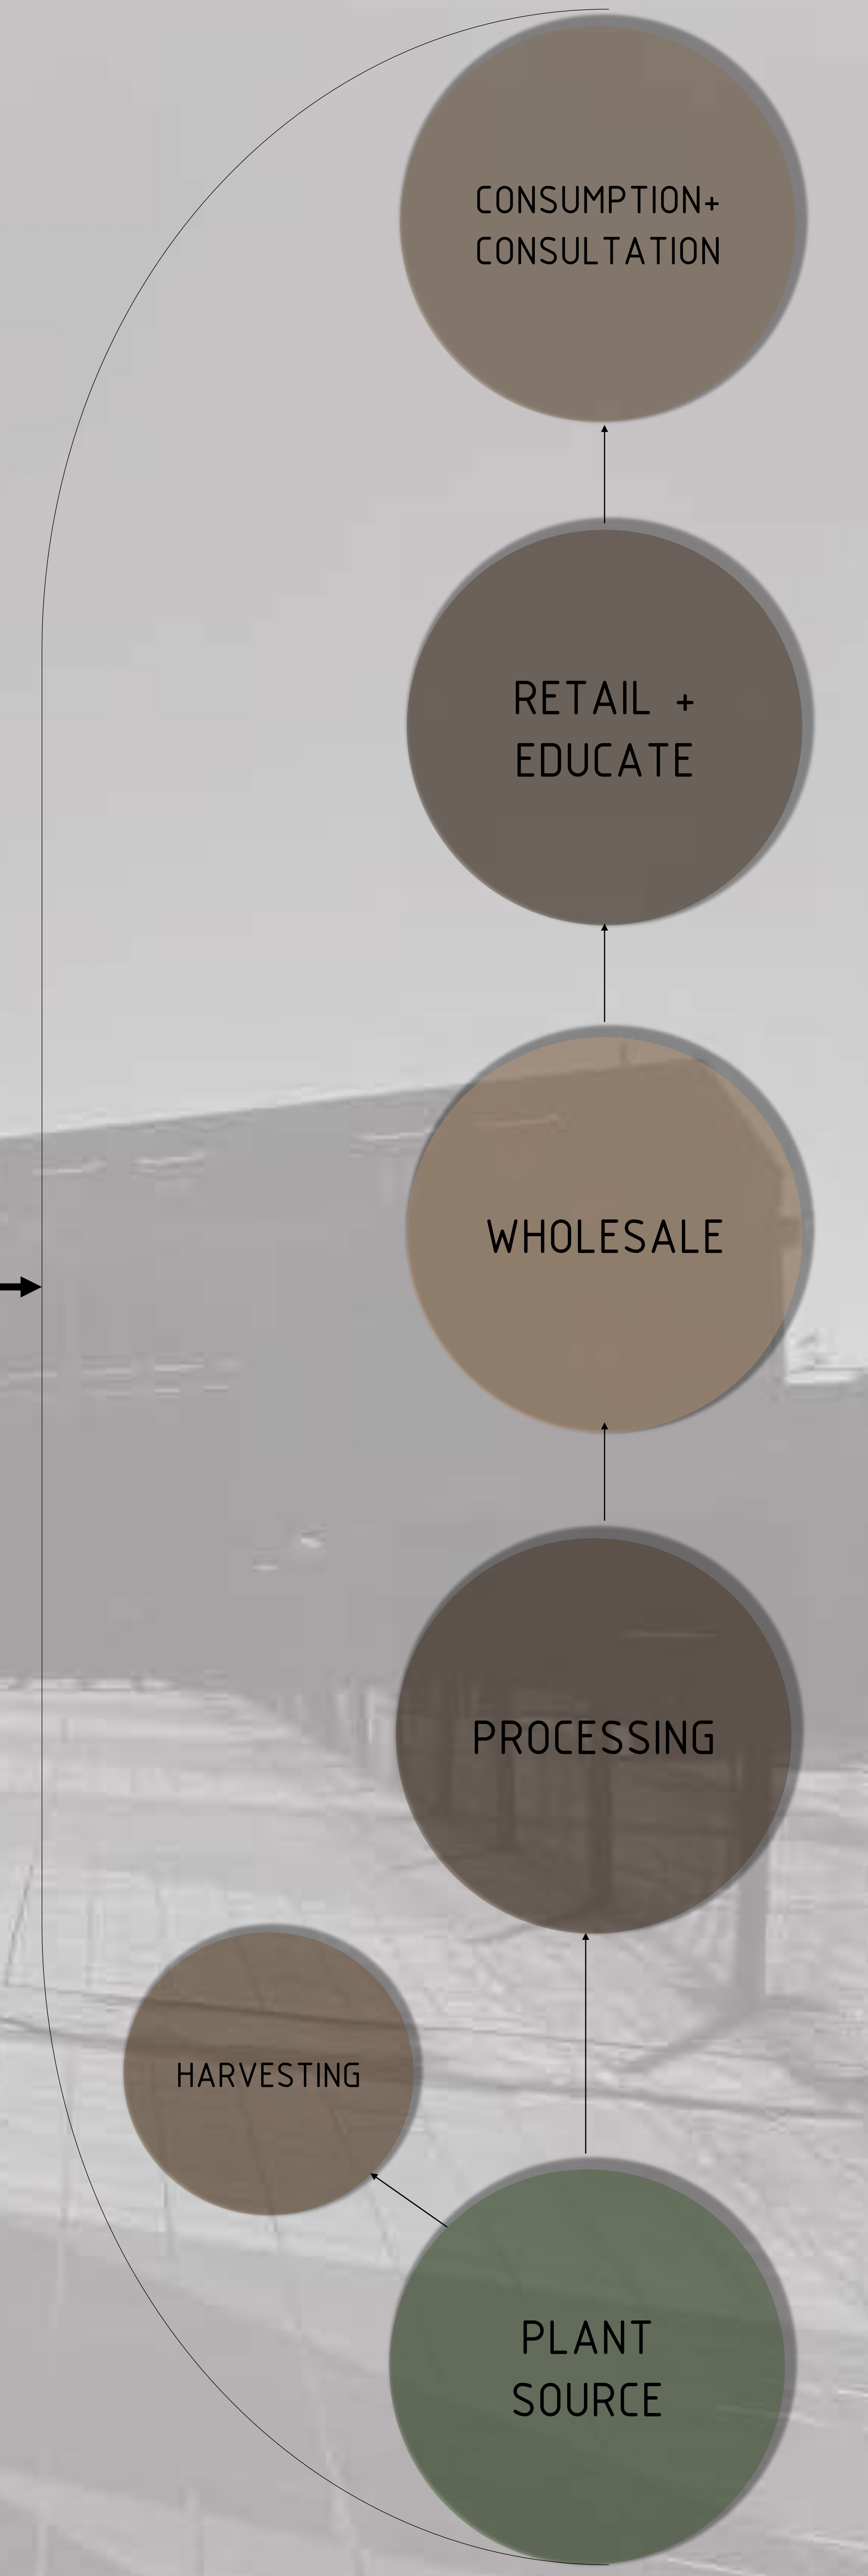 CONSUMPTION+
CONSULTATION
RETAIL +
EDUCATE
WHOLESALE
PROCESSING
HARVESTING
PLANT
SOURCE